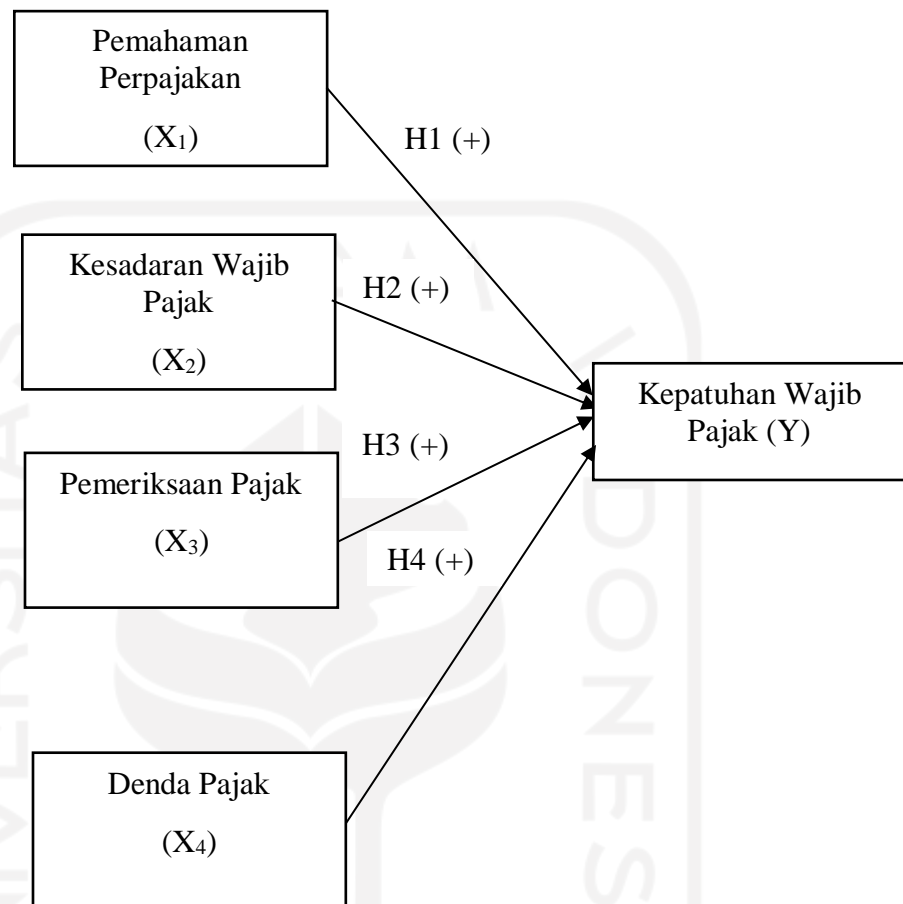 Pemahaman
Perpajakan
(X₁)
H1 (+)
Kesadaran Wajib
Pajak
(X₂)
H2 (+)
Kepatuhan Wajib
Pajak (Y)
Pemeriksaan Pajak
(X₃)
H3 (+)
H4 (+)
Denda Pajak
(X₄)